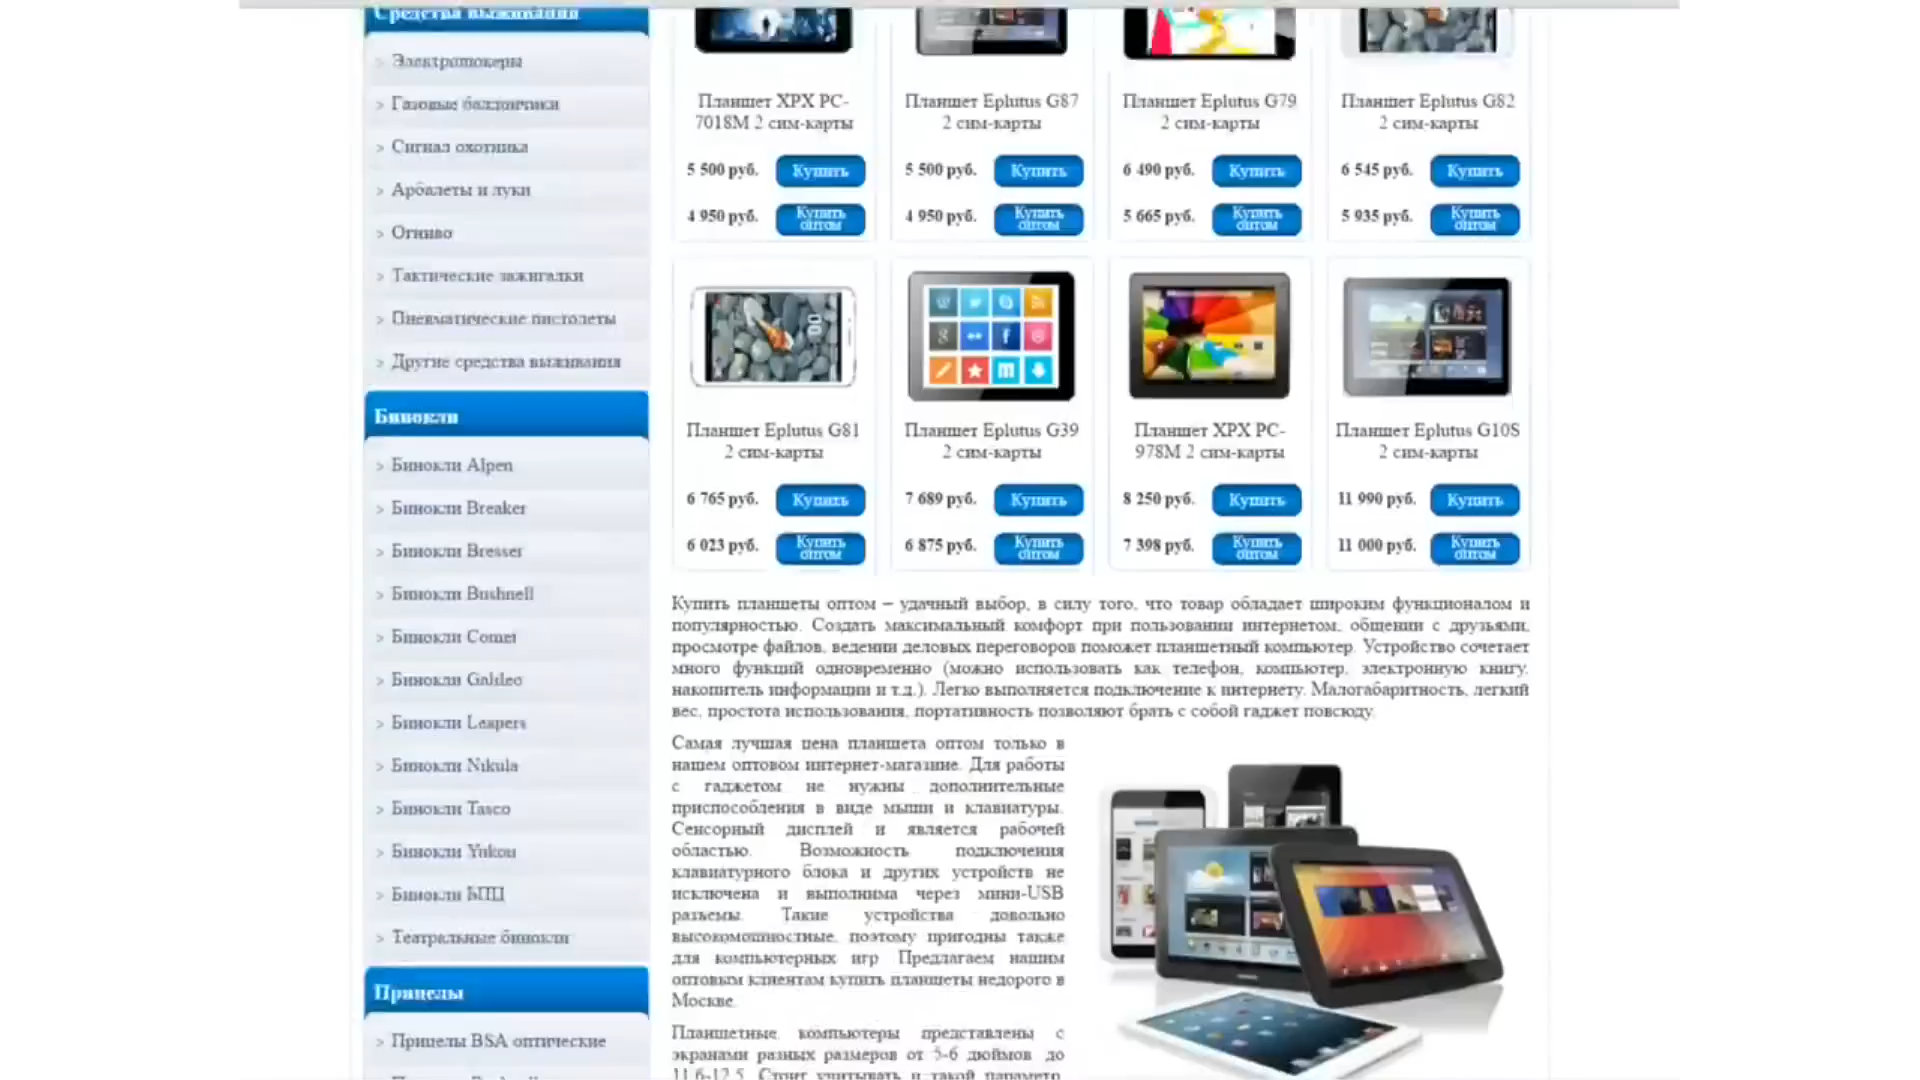 Средства выживания
> Электрошокеры
> Газовые баллончики
> Сигнал охотника
> Арбалеты и луки
> Огниво
> Тактические зажигалки
> Пневматические пистолеты
> Другие средства выживания
Бинокли
> Бинокли Alpen
> Бинокли Breaker
> Бинокли Bresser
> Бинокли Bushnell
> Бинокли Comet
> Бинокли Galileo
> Бинокли Leapers
> Бинокли Nikula
> Бинокли Tasco
> Бинокли Yukon
> Бинокли БПЦ
> Театральные бинокли
Прицелы
> Прицелы BSA оптические
Планшет XPX PC-
7018M 2 сим-карты
5 500 руб. Купить
4 950 руб. Купить
оптом
Планшет Eplutus G87
2 сим-карты
5 500 руб. Купить
4 950 руб. Купить
оптом
Планшет Eplutus G79
2 сим-карты
6 490 руб. Купить
5 665 руб. Купить
оптом
Планшет Eplutus G82
2 сим-карты
6 545 руб. Купить
5 935 руб. Купить
оптом
Планшет Eplutus G81
2 сим-карты
6 765 руб. Купить
6 023 руб. Купить
оптом
Планшет Eplutus G39
2 сим-карты
7 689 руб. Купить
6 875 руб. Купить
оптом
Планшет XPX PC-
978M 2 сим-карты
8 250 руб. Купить
7 398 руб. Купить
оптом
Планшет Eplutus G10S
2 сим-карты
11 990 руб. Купить
11 000 руб. Купить
оптом
Купить планшеты оптом – удачный выбор, в силу того, что товар обладает широким функционалом и
популярностью. Создать максимальный комфорт при пользовании интернетом, общении с друзьями,
просмотре файлов, ведении деловых переговоров поможет планшетный компьютер. Устройство сочетает
много функций одновременно (можно использовать как телефон, компьютер, электронную книгу,
накопитель информации и т.д.). Легко выполняется подключение к интернету. Малогабаритность, легкий
вес, простота использования, портативность позволяют брать с собой гаджет повсюду.
Самая лучшая цена планшета оптом только в
нашем оптовом интернет-магазине. Для работы
с гаджетом не нужны дополнительные
приспособления в виде мыши и клавиатуры.
Сенсорный дисплей и является рабочей
областью. Возможность подключения
клавиатурного блока и других устройств не
исключена и выполнима через мини-USB
разъемы. Такие устройства довольно
высокомощностные, поэтому пригодны также
для компьютерных игр. Предлагаем нашим
оптовым клиентам купить планшеты недорого в
Москве.
Планшетные компьютеры представлены с
экранами разных размеров от 5-6 дюймов до
11,6-12,5. Стоит учитывать и такой параметр,